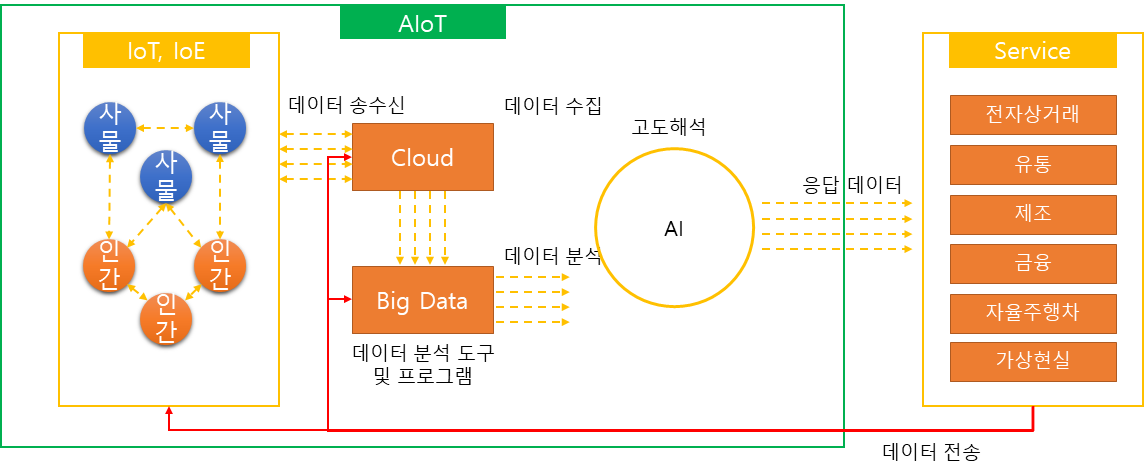 AIoT
IoT, IoE
사
물
사
물
사
물
인
간
인
간
인
간
데이터 송수신
데이터 수집
Cloud
Big Data
데이터 분석 도구
및 프로그램
데이터 분석
고도해석
AI
응답 데이터
Service
전자상거래
유통
제조
금융
자율주행차
가상현실
데이터 전송